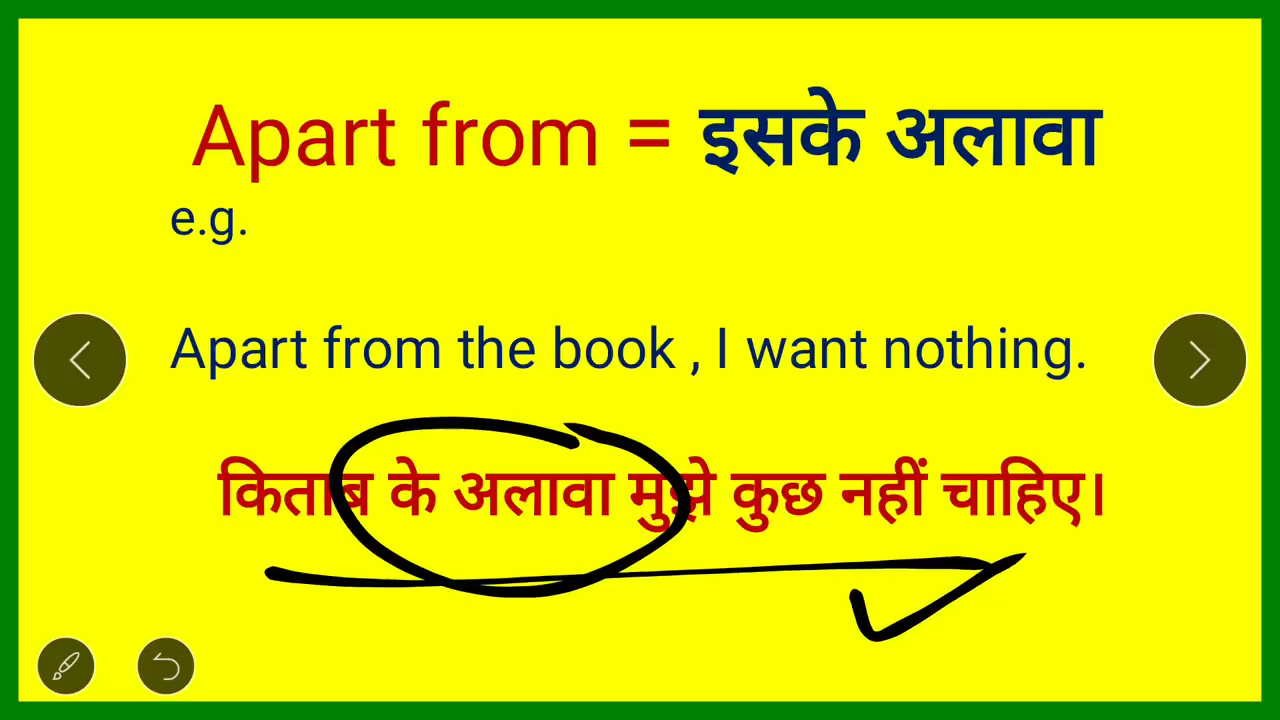 Apart from = इसके अलावा
e.g.
Apart from the book , I want nothing.
किताब के अलावा मुझे कुछ नहीं चाहिए।